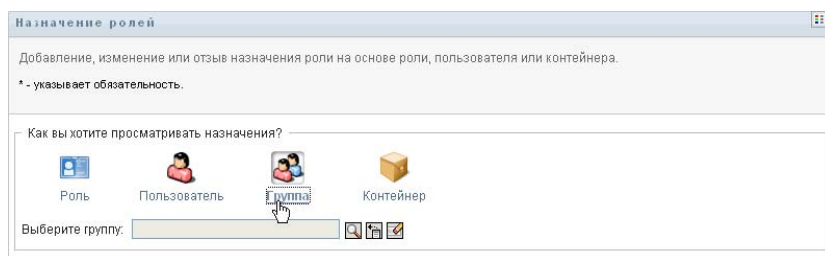 Назначение ролей
Добавление, изменение или отзыв назначения роли на основе роли, пользователя или контейнера.
* - указывает обязательность.
Как вы хотите просматривать назначения?
Роль Пользователь Группа Контейнер
Выберите группу: